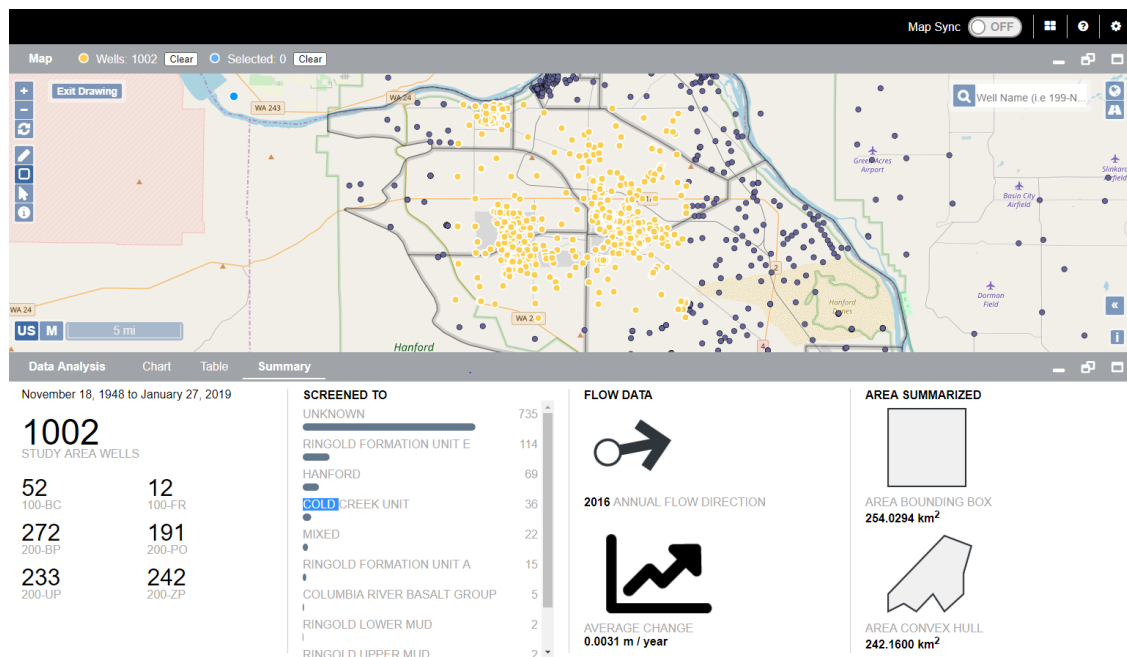 Map Sync OFF
Map Wells: 1002 Clear Selected: 0 Clear
Exit Drawing
Well Name (i.e 199-N...
WA 243
WA 24
Green Acres
Airport
Slinkard
Airfield
Basin City
Airfield
Dorman
Field
2
Hanford
Dunes
WA 24
WA 2
US M 5 mi
4
Hanford
Data Analysis Chart Table Summary
November 18, 1948 to January 27, 2019
1002
STUDY AREA WELLS
52 12
100-BC 100-FR
272 191
200-BP 200-PO
233 242
200-UP 200-ZP
SCREENED TO
UNKNOWN 735
RINGOLD FORMATION UNIT E 114
HANFORD 69
COLD CREEK UNIT 36
MIXED 22
RINGOLD FORMATION UNIT A 15
COLUMBIA RIVER BASALT GROUP 5
RINGOLD LOWER MUD 2
RINGOLD UPPER MUD 2
FLOW DATA
2016 ANNUAL FLOW DIRECTION
AVERAGE CHANGE
0.0031 m / year
AREA SUMMARIZED
AREA BOUNDING BOX
254.0294 km²
AREA CONVEX HULL
242.1600 km²